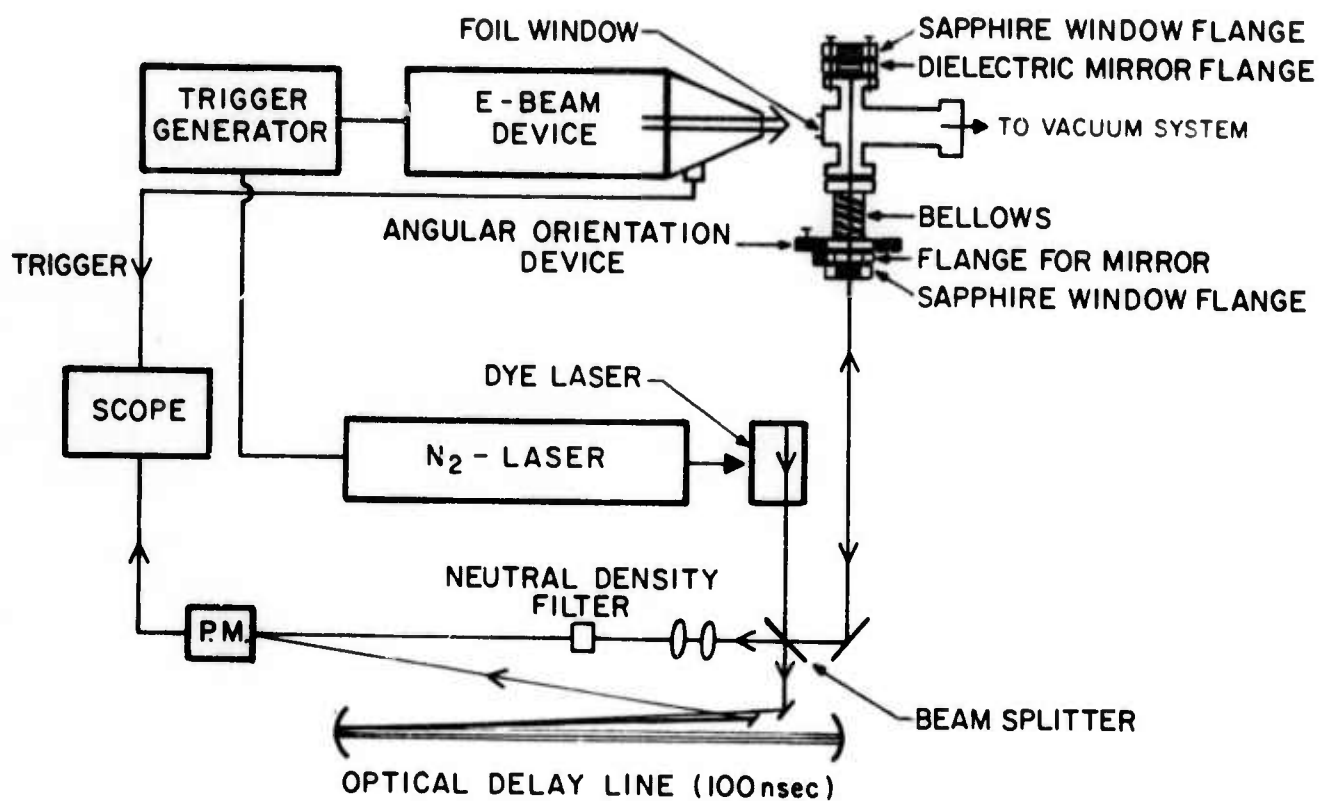 FOIL WINDOW
SAPPHIRE WINDOW FLANGE
DIELECTRIC MIRROR FLANGE
TRIGGER
GENERATOR
E-BEAM
DEVICE
TO VACUUM SYSTEM
BELLOWS
ANGULAR ORIENTATION
DEVICE
FLANGE FOR MIRROR
SAPPHIRE WINDOW FLANGE
TRIGGER
SCOPE
DYE LASER
N₂-LASER
NEUTRAL DENSITY
FILTER
P.M.
BEAM SPLITTER
OPTICAL DELAY LINE (100nsec)